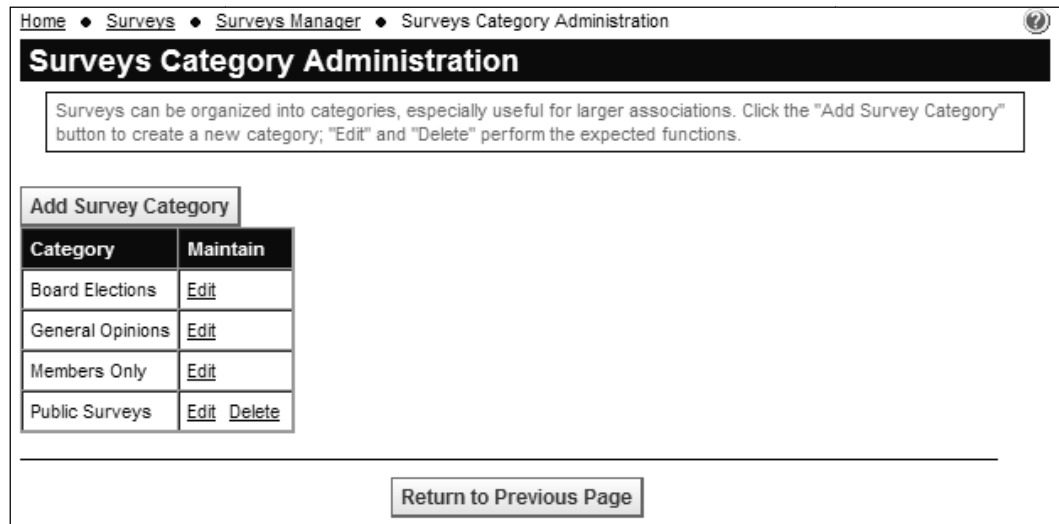 Home ● Surveys ● Surveys Manager ● Surveys Category Administration ?
Surveys Category Administration
Surveys can be organized into categories, especially useful for larger associations. Click the "Add Survey Category"
button to create a new category; "Edit" and "Delete" perform the expected functions.
Add Survey Category
Category Maintain
Board Elections Edit
General Opinions Edit
Members Only Edit
Public Surveys Edit Delete
Return to Previous Page